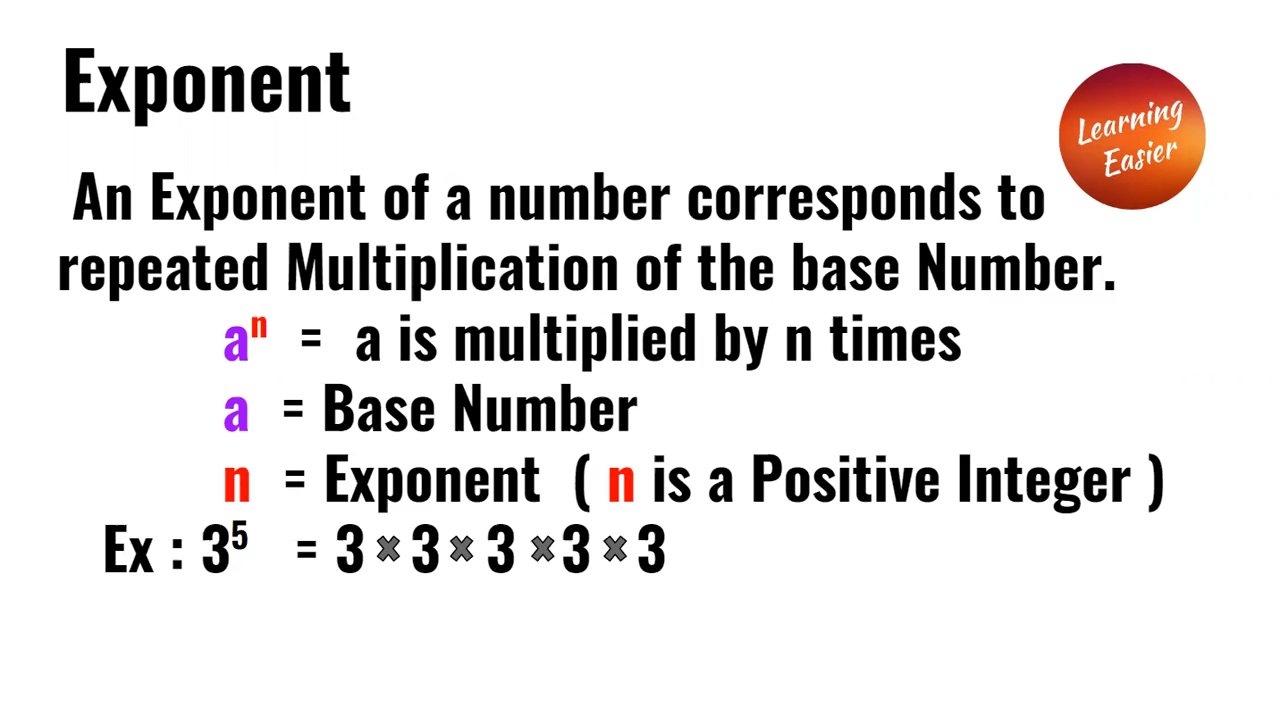 Exponent
Learning
Easier
An Exponent of a number corresponds to
repeated Multiplication of the base Number.
aⁿ = a is multiplied by n times
a = Base Number
n = Exponent ( n is a Positive Integer )
Ex : 3⁵ = 3 × 3 × 3 × 3 × 3